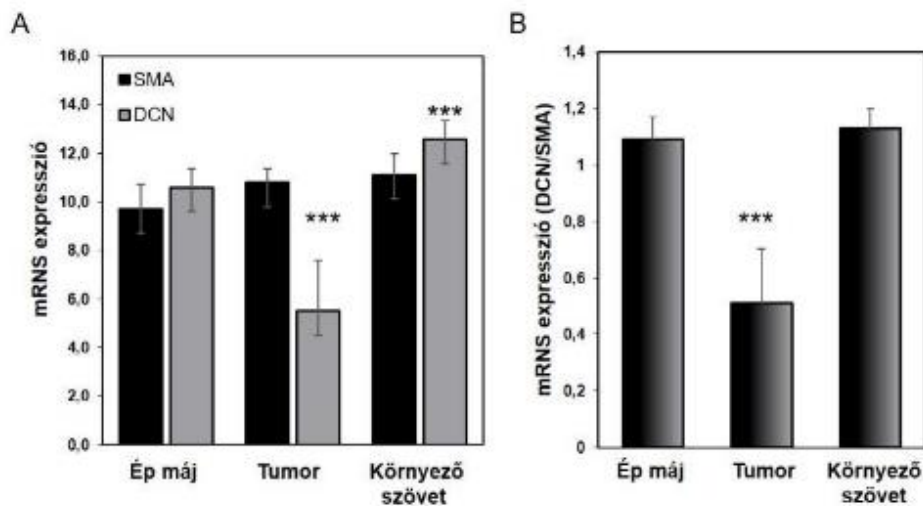 A
mRNS expresszió
16,0
14,0
12,0
10,0
8,0
6,0
4,0
2,0
0,0
SMA
DCN
***
***
Ép máj
Tumor
Környező
szövet
B
mRNS expresszió (DCN/SMA)
1,4
1,2
1
0,8
0,6
0,4
0,2
0
***
Ép máj
Tumor
Környező
szövet